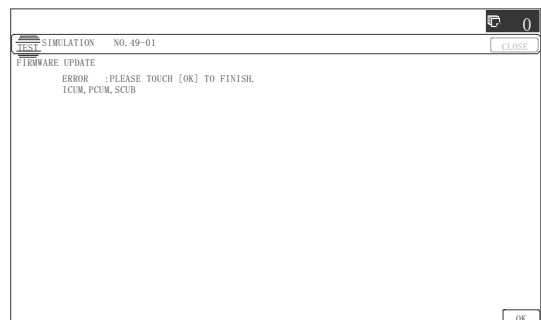 0
TEST SIMULATION NO. 49-01
CLOSE
FIRMWARE UPDATE
ERROR :PLEASE TOUCH [OK] TO FINISH.
ICUM, PCUM, SCUB
OK